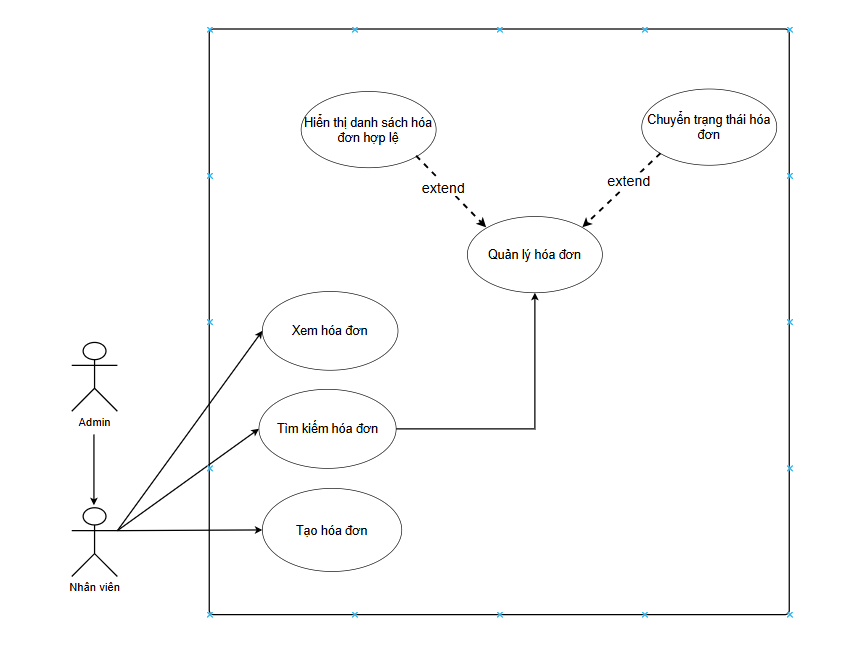 Hiển thị danh sách hóa
đơn hợp lệ
Chuyển trạng thái hóa
đơn
extend
extend
Quản lý hóa đơn
Xem hóa đơn
Tìm kiếm hóa đơn
Admin
Tạo hóa đơn
Nhân viên